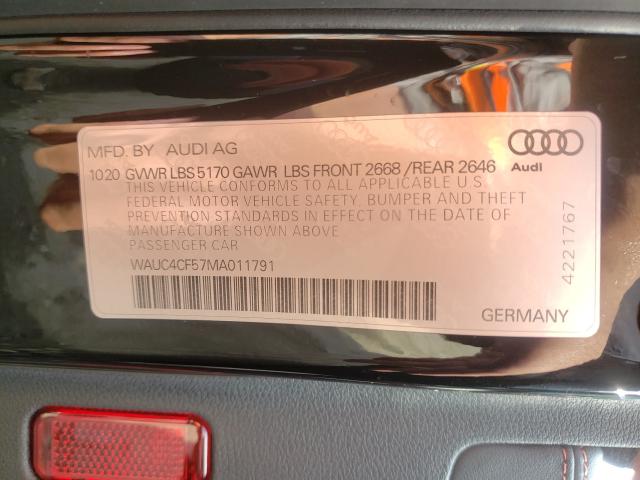 MFD. BY AUDI AG
1020 GVWR LBS 5170 GAWR LBS FRONT 2668 / REAR 2646
Audi
THIS VEHICLE CONFORMS TO ALL APPLICABLE U S
FEDERAL MOTOR VEHICLE SAFETY, BUMPER AND THEFT
PREVENTION STANDARDS IN EFFECT ON THE DATE OF
MANUFACTURE SHOWN ABOVE
PASSENGER CAR
WAUC4CF57MA011791
4221767
GERMANY